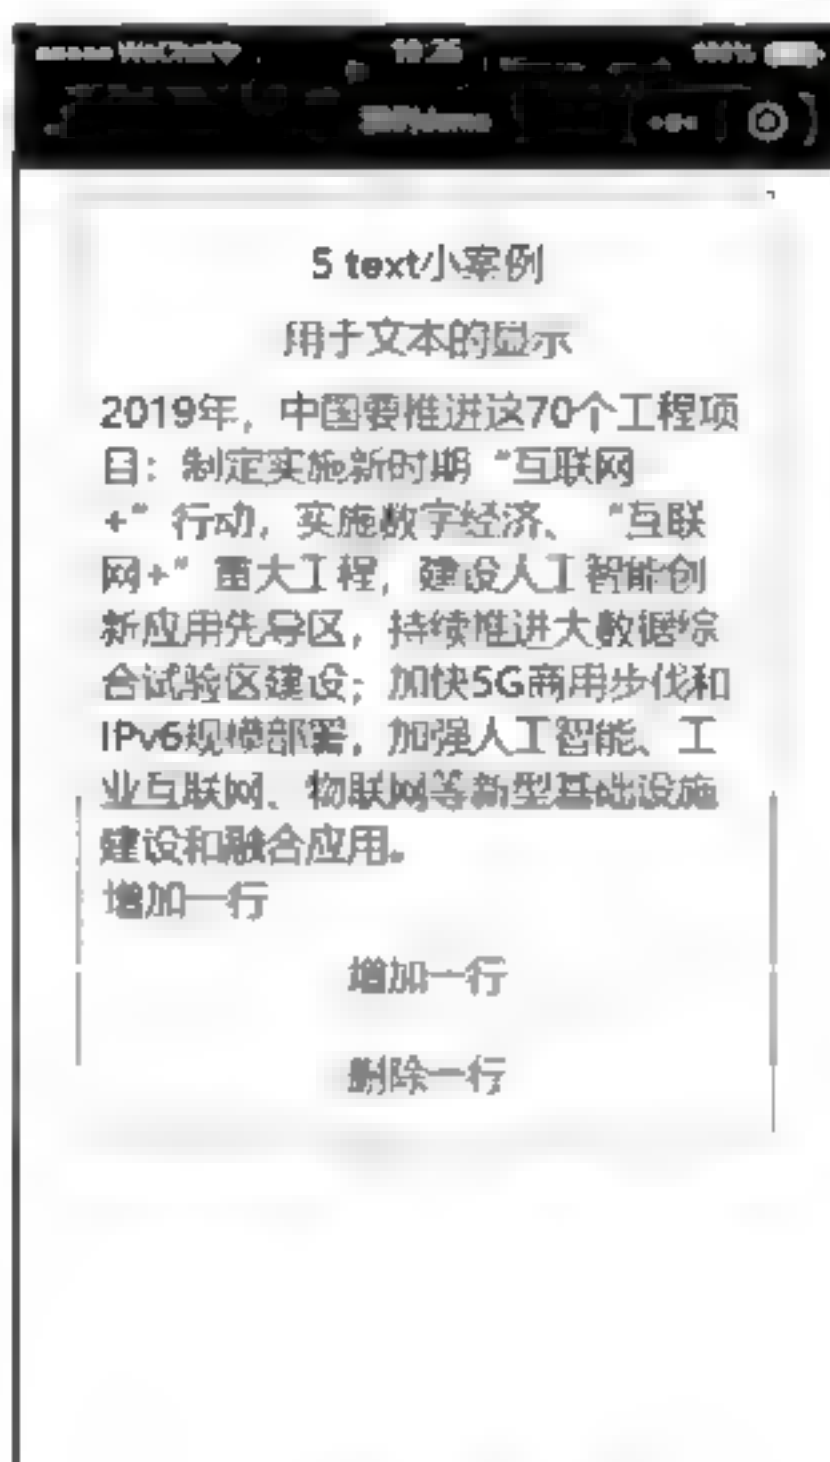 WeChat
100%
5 text小案例
用于文本的显示
2019年，中国要推进这70个工程项
目：制定实施新时期“互联网
+”行动，实施数字经济、“互联
网+”重大工程，建设人工智能创
新应用先导区，持续推进大数据综
合试验区建设；加快5G商用步伐和
IPv6规模部署，加强人工智能、工
业互联网、物联网等新型基础设施
建设和融合应用。
增加一行
增加一行
删除一行